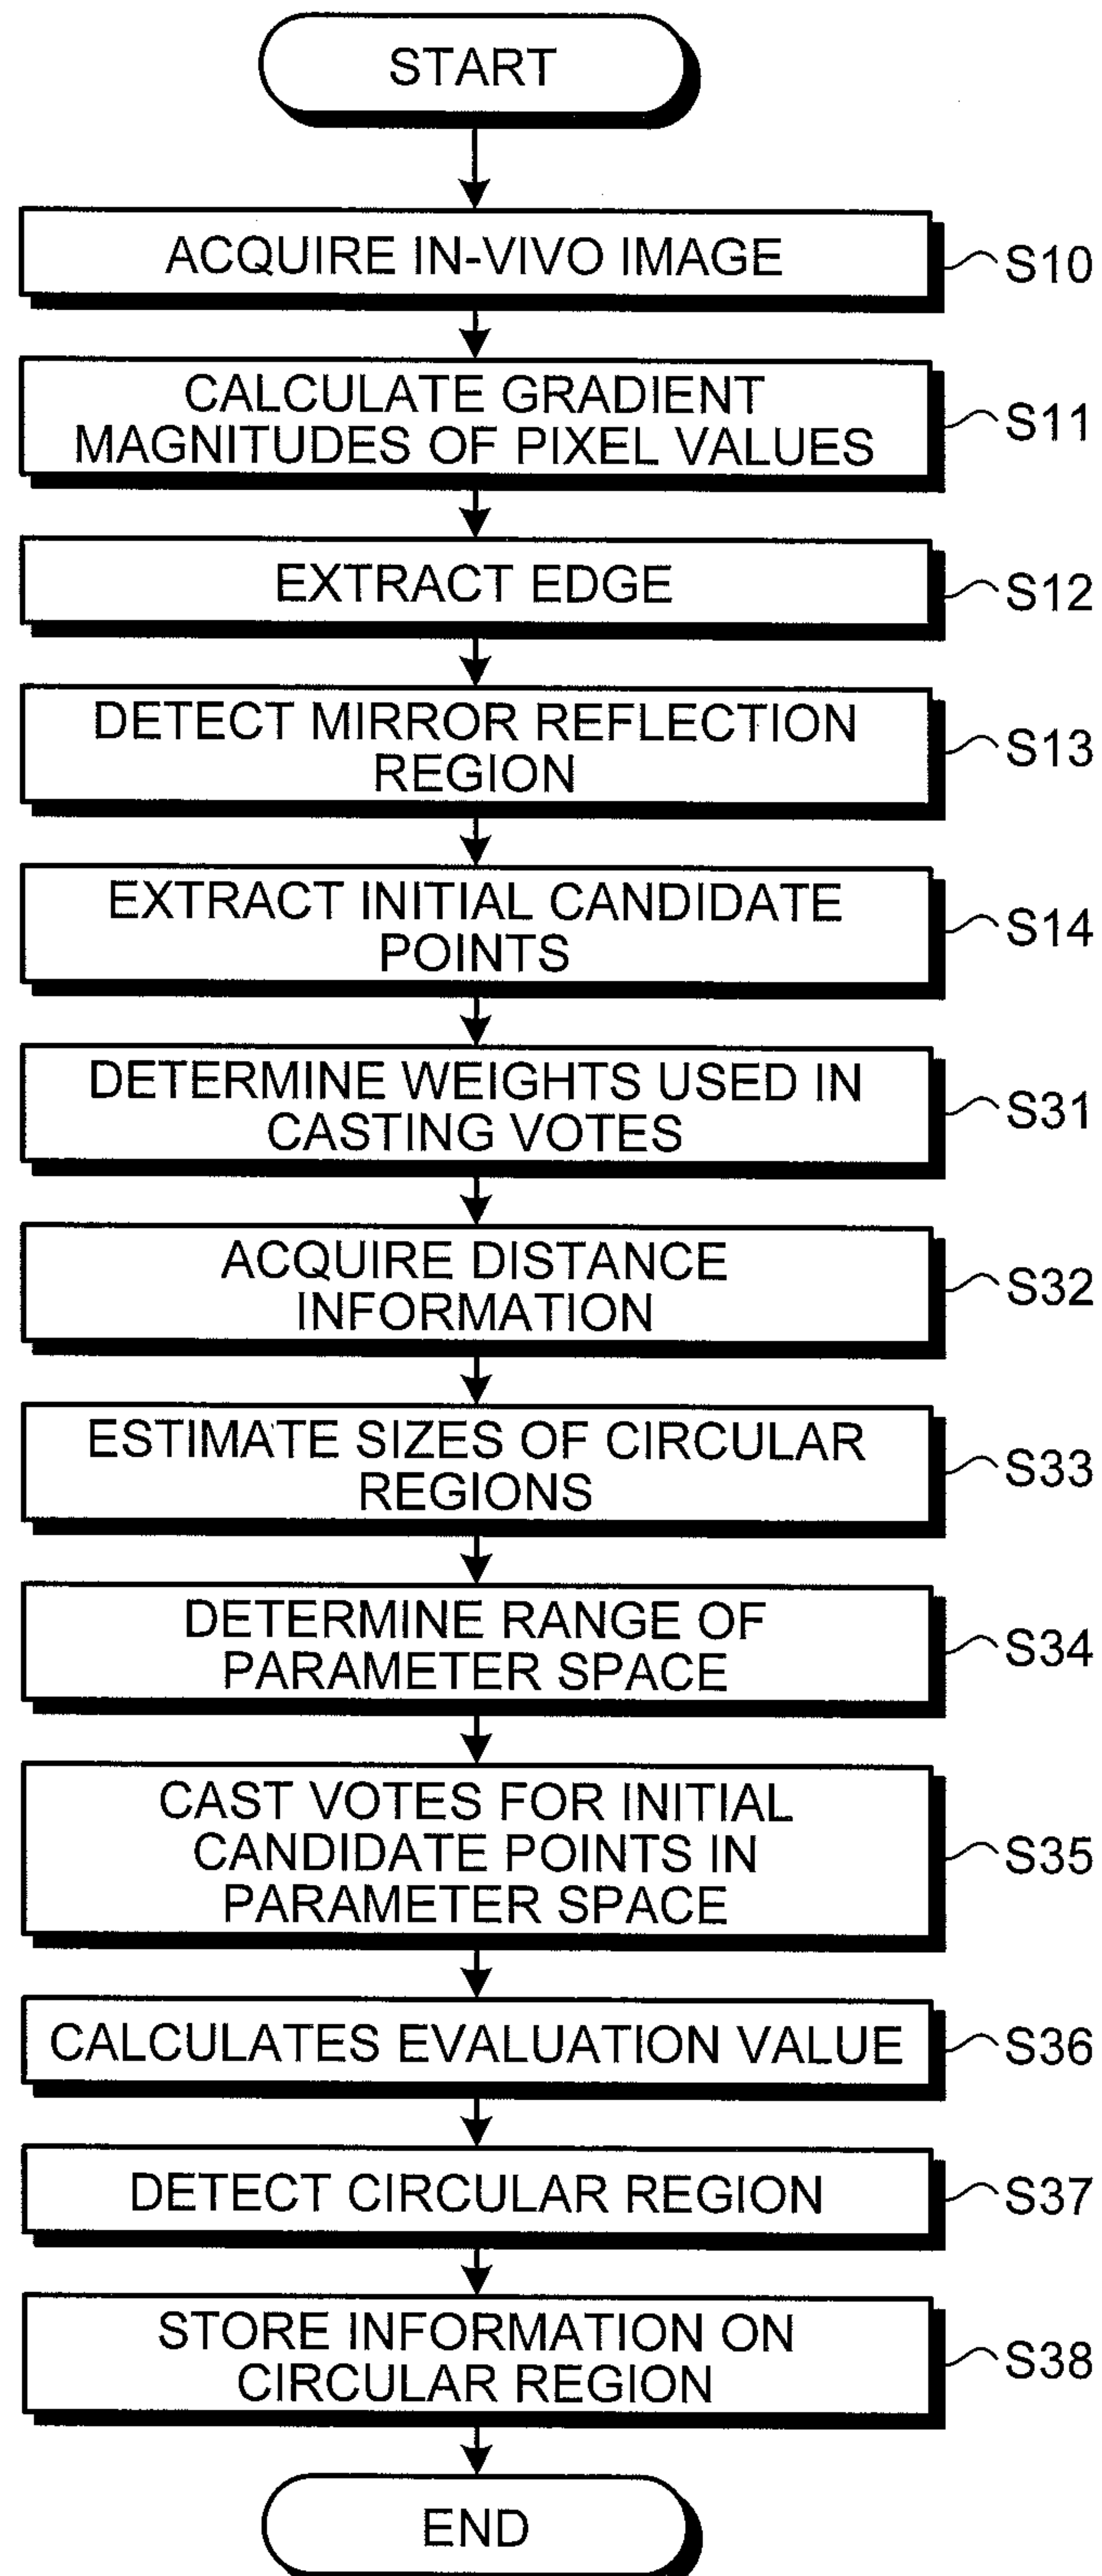 START
ACQUIRE IN-VIVO IMAGE
S10
CALCULATE GRADIENT
MAGNITUDES OF PIXEL VALUES
S11
EXTRACT EDGE
S12
DETECT MIRROR REFLECTION
REGION
S13
EXTRACT INITIAL CANDIDATE
POINTS
S14
DETERMINE WEIGHTS USED IN
CASTING VOTES
S31
ACQUIRE DISTANCE
INFORMATION
S32
ESTIMATE SIZES OF CIRCULAR
REGIONS
S33
DETERMINE RANGE OF
PARAMETER SPACE
S34
CAST VOTES FOR INITIAL
CANDIDATE POINTS IN
PARAMETER SPACE
S35
CALCULATES EVALUATION VALUE
S36
DETECT CIRCULAR REGION
S37
STORE INFORMATION ON
CIRCULAR REGION
S38
END